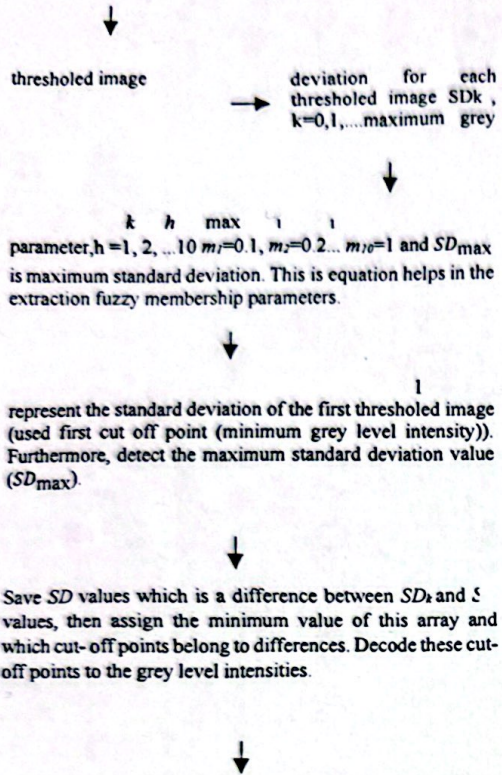 thresholed image
deviation for each
thresholed image SDk ,
k=0,1,....maximum grey
k h max i i
parameter,h =1, 2, ...10 m1=0.1, m2=0.2... m10=1 and SDmax
is maximum standard deviation. This is equation helps in the
extraction fuzzy membership parameters.
1
represent the standard deviation of the first thresholed image
(used first cut off point (minimum grey level intensity)).
Furthermore, detect the maximum standard deviation value
(SDmax).
Save SD values which is a difference between SDk and
values, then assign the minimum value of this array and
which cut- off points belong to differences. Decode these cut-
off points to the grey level intensities.